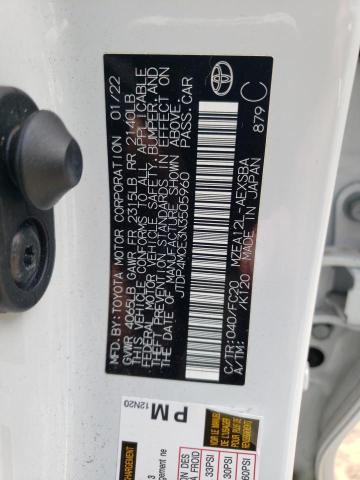 MFD.BY:TOYOTA MOTOR CORPORATION 01/22
GVWR 4065LB GAWR FR 2315LB RR 2140LB
THIS VEHICLE CONFORMS TO ALL APPLICABLE
FEDERAL MOTOR VEHICLE SAFETY, BUMPER, AND
THEFT PREVENTION STANDARDS IN EFFECT ON THE
DATE OF MANUFACTURE SHOWN ABOVE.
JTDP4MCE3N3505960 PASS.CAR
C/TR:040/FC20 MZEA12L-AEXSBA
A/TM: /KT20 MADE IN JAPAN
879 C
PM
12N20
33PSI
30PSI
60PSI